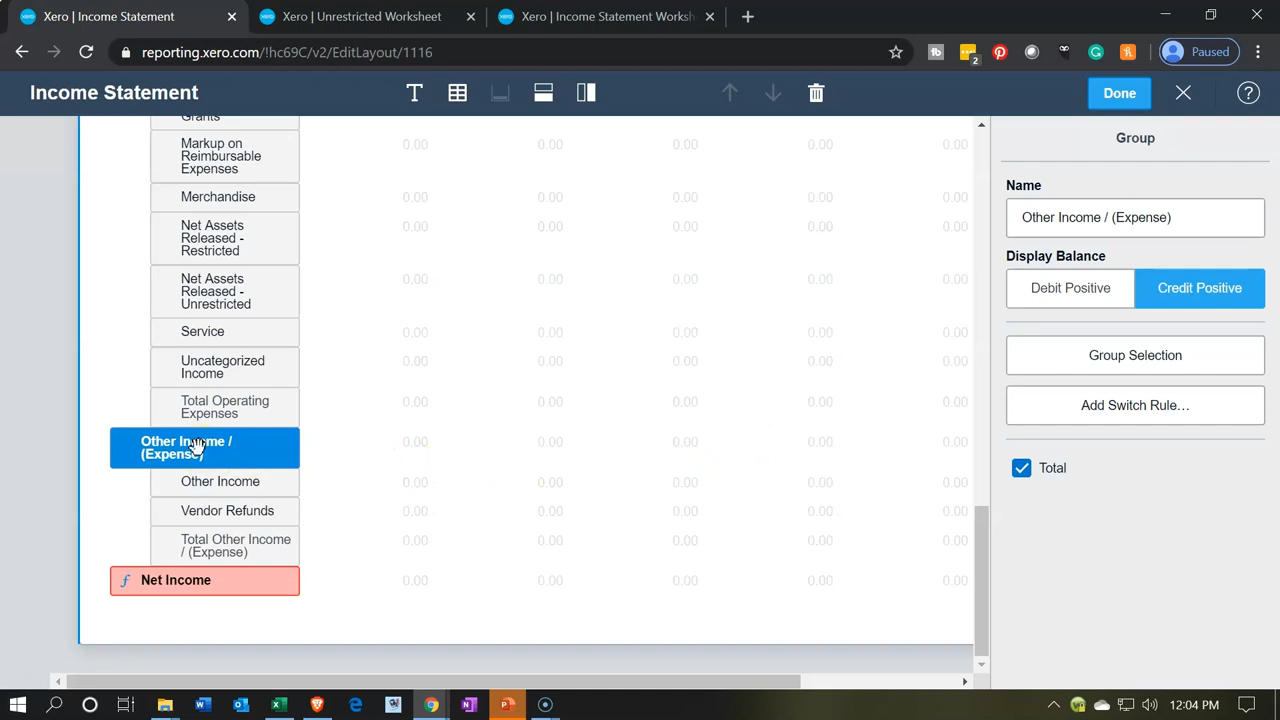 Xero | Income Statement
Xero | Unrestricted Worksheet
Xero | Income Statement Worksh
reporting.xero.com/!hc69C/v2/EditLayout/1116
2
Paused
Income Statement
Done
Grants
Markup on
Reimbursable
Expenses
0.00 0.00 0.00 0.00 0.00
Merchandise
0.00 0.00 0.00 0.00 0.00
Net Assets
Released -
Restricted
0.00 0.00 0.00 0.00 0.00
Net Assets
Released -
Unrestricted
0.00 0.00 0.00 0.00 0.00
Service
0.00 0.00 0.00 0.00 0.00
Uncategorized
Income
0.00 0.00 0.00 0.00 0.00
Total Operating
Expenses
0.00 0.00 0.00 0.00 0.00
Other Income /
(Expense)
0.00 0.00 0.00 0.00 0.00
Other Income
0.00 0.00 0.00 0.00 0.00
Vendor Refunds
0.00 0.00 0.00 0.00 0.00
Total Other Income
/ (Expense)
0.00 0.00 0.00 0.00 0.00
f Net Income
0.00 0.00 0.00 0.00 0.00
Group
Name
Other Income / (Expense)
Display Balance
Debit Positive
Credit Positive
Group Selection
Add Switch Rule...
Total
12:04 PM